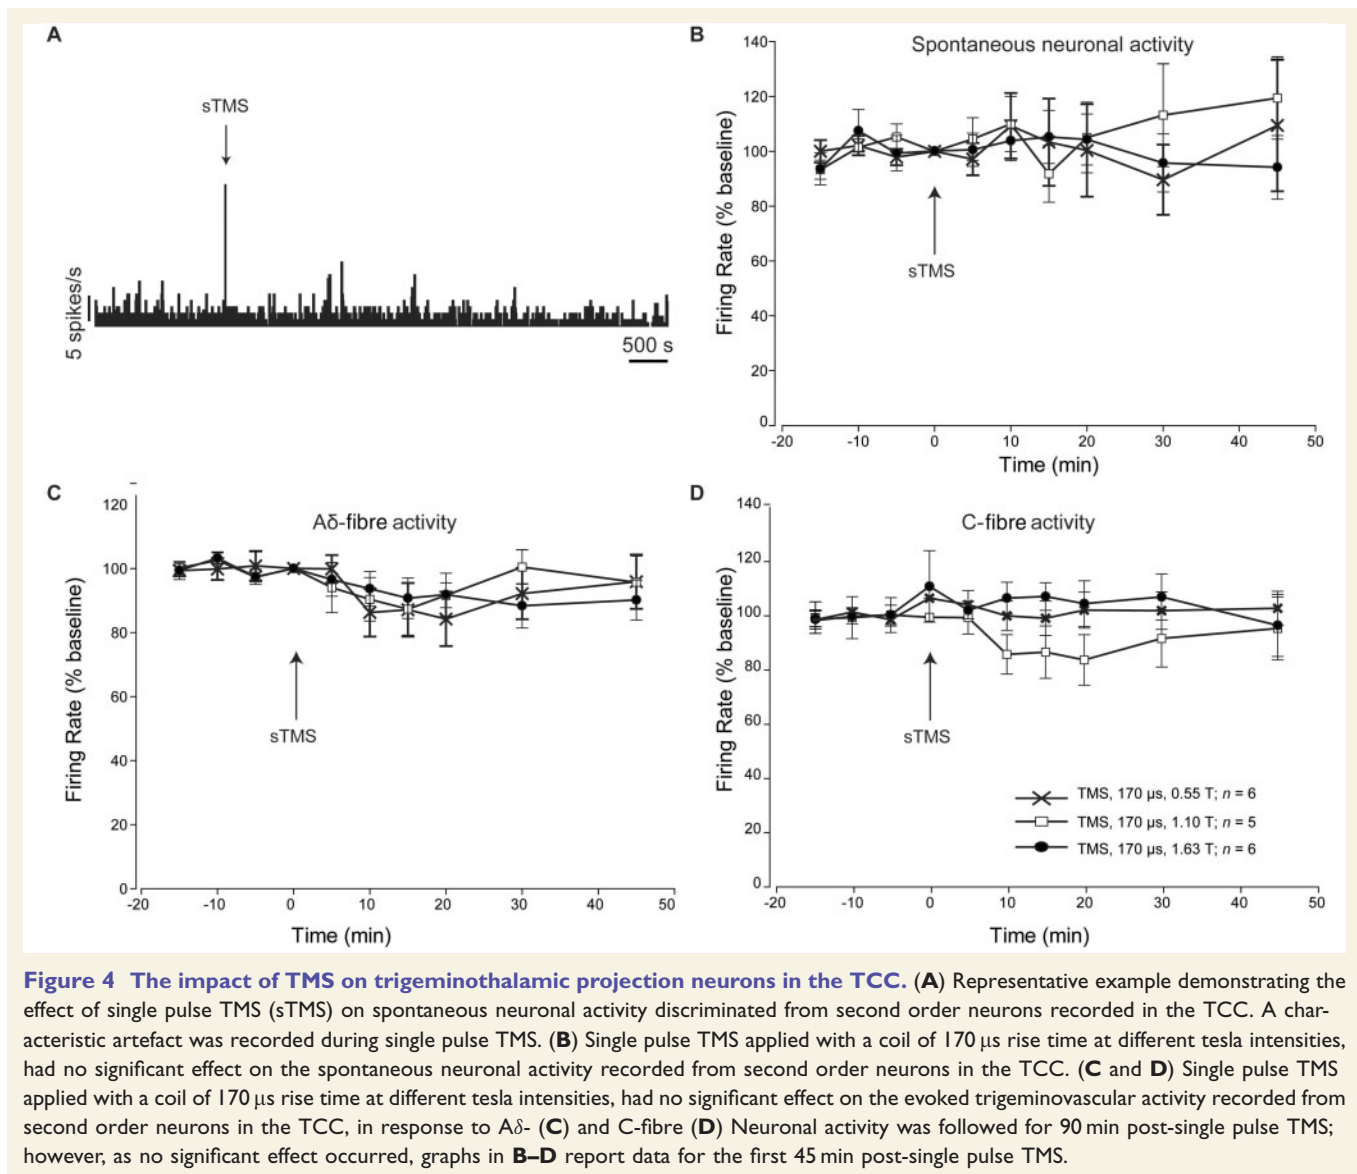 A
sTMS
5 spikes/s
500 s
B
Spontaneous neuronal activity
Firing Rate (% baseline)
140
120
100
80
60
40
20
0
sTMS
-20 -10 0 10 20 30 40 50
Time (min)
C
Aδ-fibre activity
Firing Rate (% baseline)
120
100
80
60
40
20
0
sTMS
-20 -10 0 10 20 30 40 50
Time (min)
D
C-fibre activity
Firing Rate (% baseline)
140
120
100
80
60
40
20
0
sTMS
TMS, 170 µs, 0.55 T; n = 6
TMS, 170 µs, 1.10 T; n = 5
TMS, 170 µs, 1.63 T; n = 6
-20 -10 0 10 20 30 40 50
Time (min)
Figure 4 The impact of TMS on trigeminothalamic projection neurons in the TCC. (A) Representative example demonstrating the
effect of single pulse TMS (sTMS) on spontaneous neuronal activity discriminated from second order neurons recorded in the TCC. A char-
acteristic artefact was recorded during single pulse TMS. (B) Single pulse TMS applied with a coil of 170 µs rise time at different tesla intensities,
had no significant effect on the spontaneous neuronal activity recorded from second order neurons in the TCC. (C and D) Single pulse TMS
applied with a coil of 170 µs rise time at different tesla intensities, had no significant effect on the evoked trigeminovascular activity recorded from
second order neurons in the TCC, in response to Aδ- (C) and C-fibre (D) Neuronal activity was followed for 90 min post-single pulse TMS;
however, as no significant effect occurred, graphs in B–D report data for the first 45 min post-single pulse TMS.